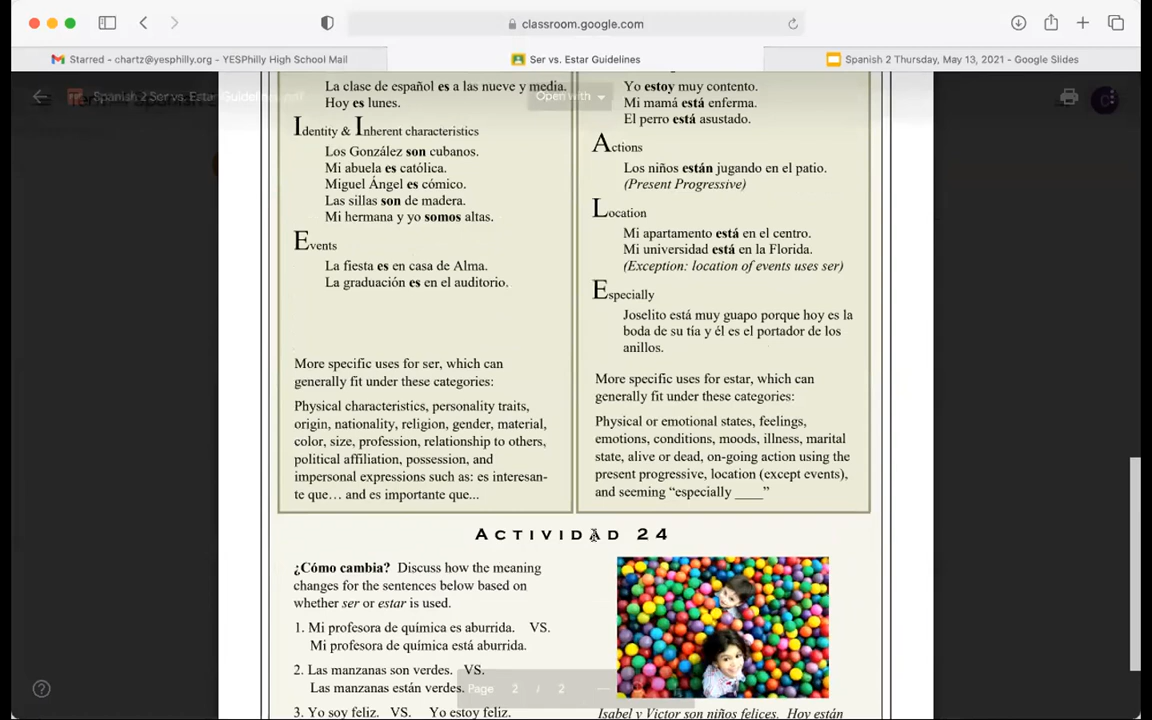 classroom.google.com
Starred - chartz@yesphilly.org - YESPhilly High School Mail
Ser vs. Estar Guidelines
Spanish 2 Thursday, May 13, 2021 - Google Slides
Spanish 2 Ser vs. Estar Guidelines.pdf
Open with
La clase de español es a las nueve y media.
Hoy es lunes.
Identity & Inherent characteristics
Los González son cubanos.
Mi abuela es católica.
Miguel Ángel es cómico.
Las sillas son de madera.
Mi hermana y yo somos altas.
Events
La fiesta es en casa de Alma.
La graduación es en el auditorio.
More specific uses for ser, which can
generally fit under these categories:
Physical characteristics, personality traits,
origin, nationality, religion, gender, material,
color, size, profession, relationship to others,
political affiliation, possession, and
impersonal expressions such as: es interesan-
te que… and es importante que...
Yo estoy muy contento.
Mi mamá está enferma.
El perro está asustado.
Actions
Los niños están jugando en el patio.
(Present Progressive)
Location
Mi apartamento está en el centro.
Mi universidad está en la Florida.
(Exception: location of events uses ser)
Especially
Joselito está muy guapo porque hoy es la
boda de su tía y él es el portador de los
anillos.
More specific uses for estar, which can
generally fit under these categories:
Physical or emotional states, feelings,
emotions, conditions, moods, illness, marital
state, alive or dead, on-going action using the
present progressive, location (except events),
and seeming “especially ____”
ACTIVIDAD 24
¿Cómo cambia? Discuss how the meaning
changes for the sentences below based on
whether ser or estar is used.
1. Mi profesora de química es aburrida. VS.
Mi profesora de química está aburrida.
2. Las manzanas son verdes. VS.
Las manzanas están verdes.
3. Yo soy feliz. VS. Yo estoy feliz.
Isabel y Victor son niños felices. Hoy están
Page 2 / 2